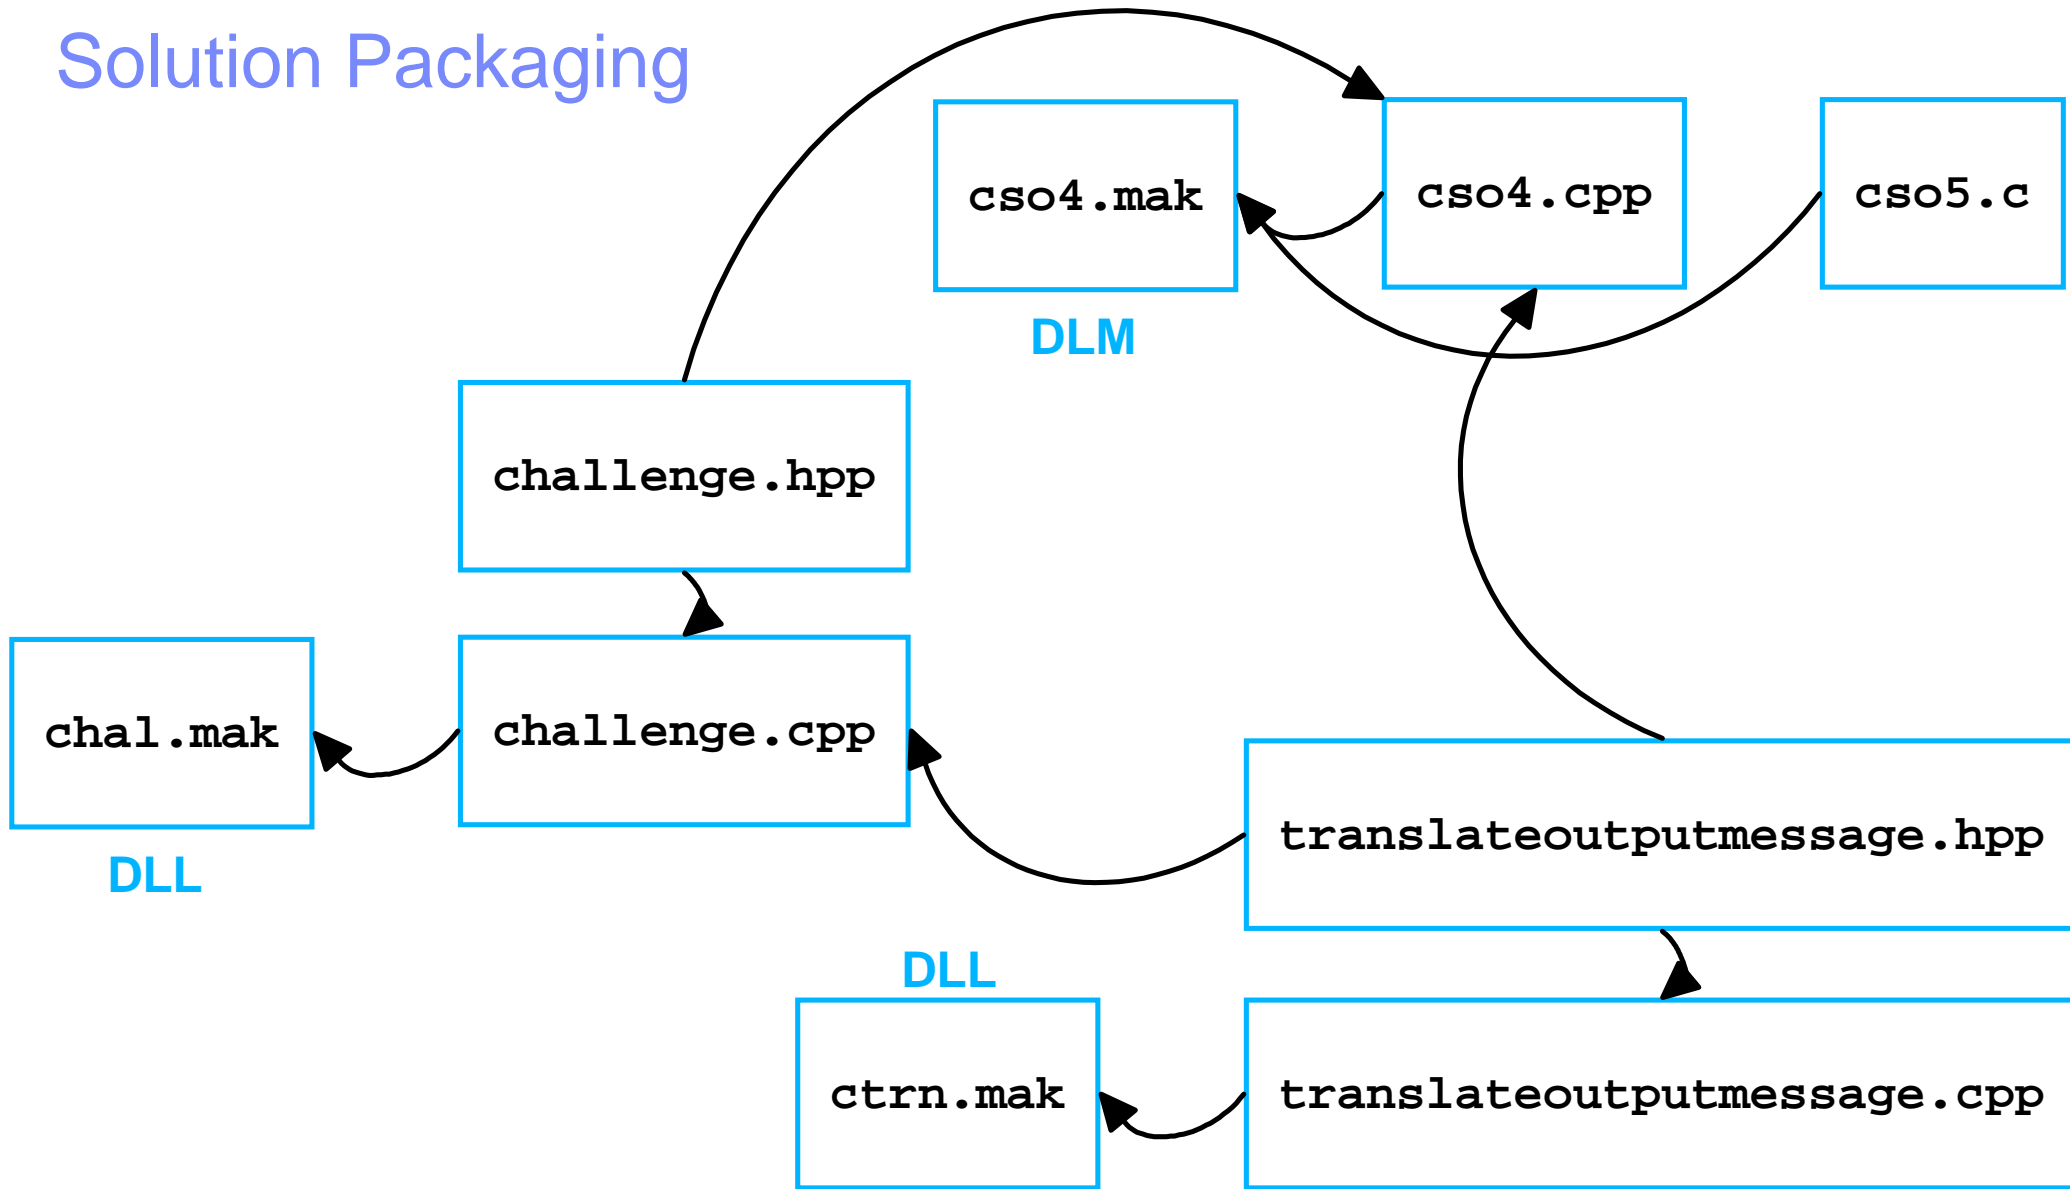 Solution Packaging
cso4.mak
cso4.cpp
cso5.c
DLM
challenge.hpp
chal.mak
challenge.cpp
DLL
translateoutputmessage.hpp
DLL
ctrn.mak
translateoutputmessage.cpp